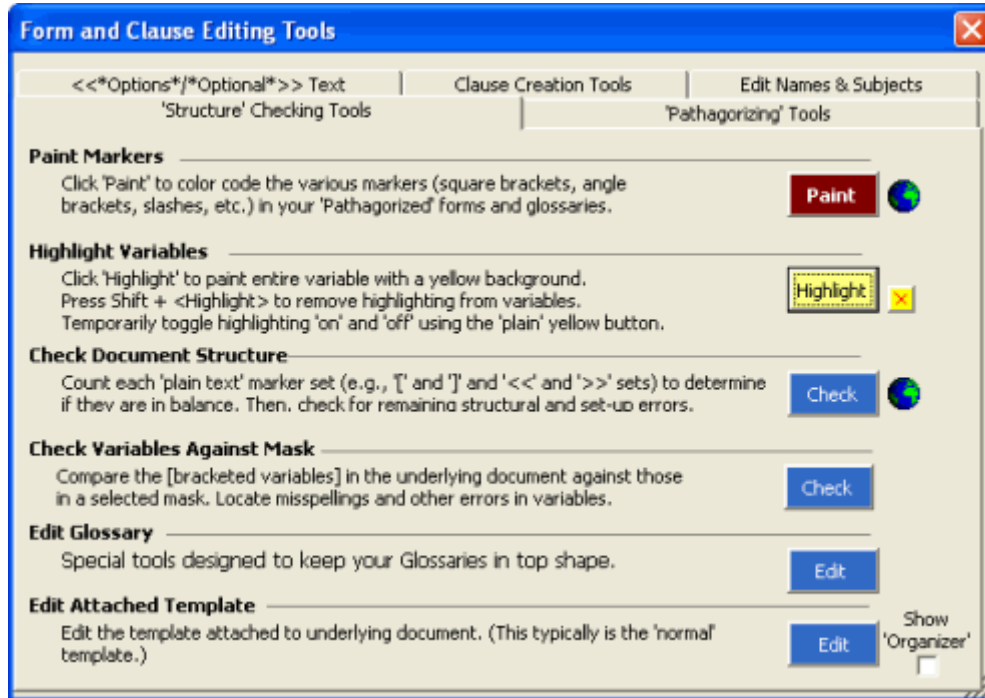 Form and Clause Editing Tools
<<*Options*/*Optional*>> Text
Clause Creation Tools
Edit Names & Subjects
'Structure' Checking Tools
'Pathagorizing' Tools
Paint Markers
Click 'Paint' to color code the various markers (square brackets, angle
brackets, slashes, etc.) in your 'Pathagorized' forms and glossaries.
Paint
Highlight Variables
Click 'Highlight' to paint entire variable with a yellow background.
Press Shift + <Highlight> to remove highlighting from variables.
Temporarily toggle highlighting 'on' and 'off' using the 'plain' yellow button.
Highlight
Check Document Structure
Count each 'plain text' marker set (e.g., '[' and ']' and '<<' and '>>' sets) to determine
if they are in balance. Then, check for remaining structural and set-up errors.
Check
Check Variables Against Mask
Compare the [bracketed variables] in the underlying document against those
in a selected mask. Locate misspellings and other errors in variables.
Check
Edit Glossary
Special tools designed to keep your Glossaries in top shape.
Edit
Edit Attached Template
Edit the template attached to underlying document. (This typically is the 'normal'
template.)
Edit
Show
'Organizer'